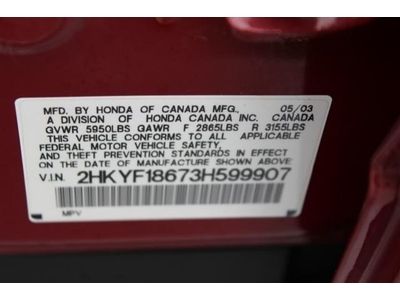 MFD. BY HONDA OF CANADA MFG. 05/03
A DIVISION OF HONDA CANADA INC. CANADA
GVWR 5950LBS GAWR F 2865LBS R 3155LBS
THIS VEHICLE CONFORMS TO ALL APPLICABLE
FEDERAL MOTOR VEHICLE SAFETY,
AND THEFT PREVENTION STANDARDS IN EFFECT
ON THE DATE OF MANUFACTURE SHOWN ABOVE.
V.I.N. 2HKYF18673H599907
MPV